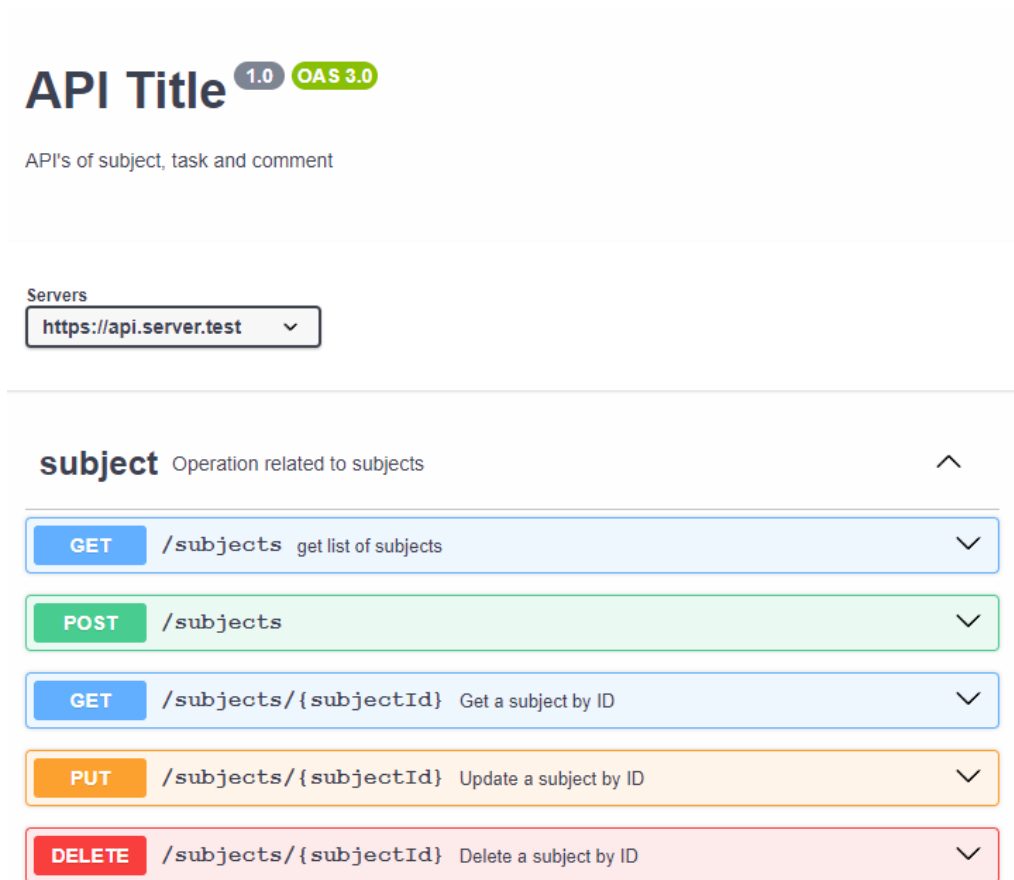 API Title 1.0 OAS 3.0
API's of subject, task and comment
Servers
https://api.server.test
subject Operation related to subjects
GET /subjects get list of subjects
POST /subjects
GET /subjects/{subjectId} Get a subject by ID
PUT /subjects/{subjectId} Update a subject by ID
DELETE /subjects/{subjectId} Delete a subject by ID